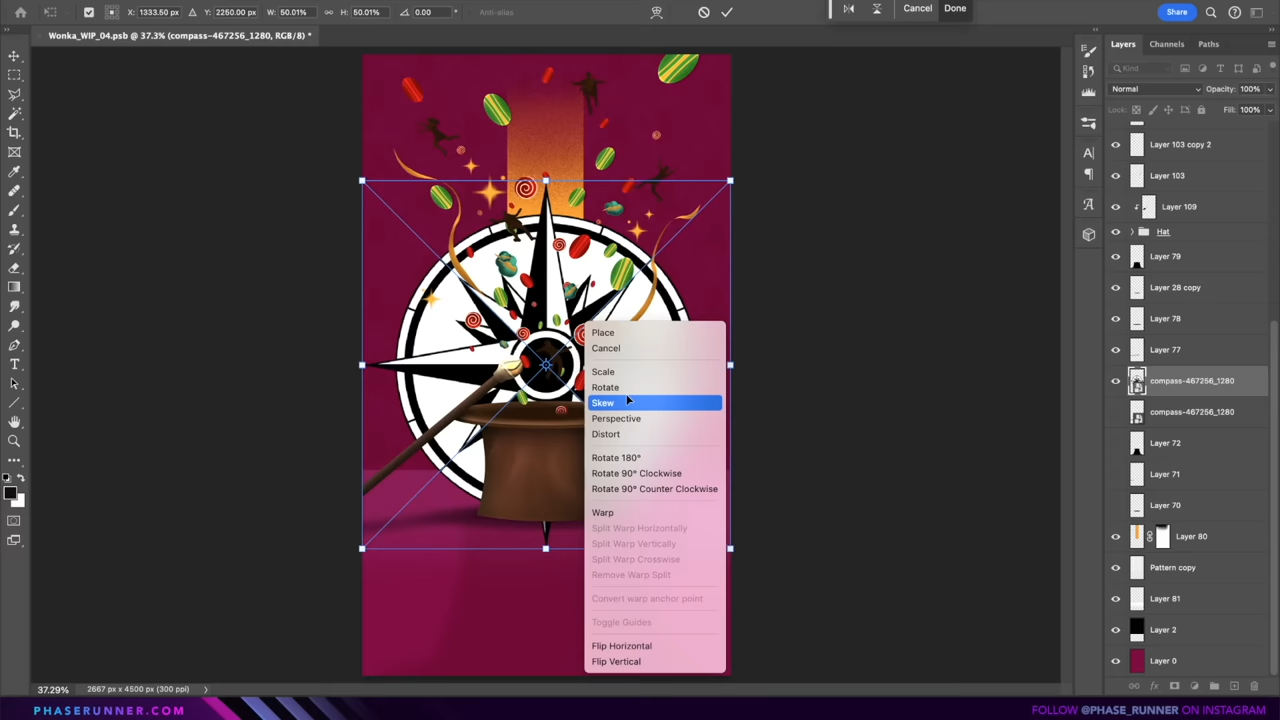 X: 1333.50 px Y: 2250.00 px W: 50.01% H: 50.01% 0.00 Anti-alias Cancel Done Share
Wonka_WIP_04.psb @ 37.3% (compass-467256_1280, RGB/8) *
Layers Channels Paths
Kind
Normal Opacity: 100%
Lock: Fill: 100%
Layer 103 copy 2
Layer 103
Layer 109
Hat
Layer 79
Layer 28 copy
Layer 78
Layer 77
compass-467256_1280
compass-467256_1280
Layer 72
Layer 71
Layer 70
Layer 80
Pattern copy
Layer 81
Layer 2
Layer 0
Place
Cancel
Scale
Rotate
Skew
Perspective
Distort
Rotate 180°
Rotate 90° Clockwise
Rotate 90° Counter Clockwise
Warp
Split Warp Horizontally
Split Warp Vertically
Split Warp Crosswise
Remove Warp Split
Convert warp anchor point
Toggle Guides
Flip Horizontal
Flip Vertical
37.29% 2667 px x 4500 px (300 ppi)
PHASERUNNER.COM
FOLLOW @PHASE_RUNNER ON INSTAGRAM